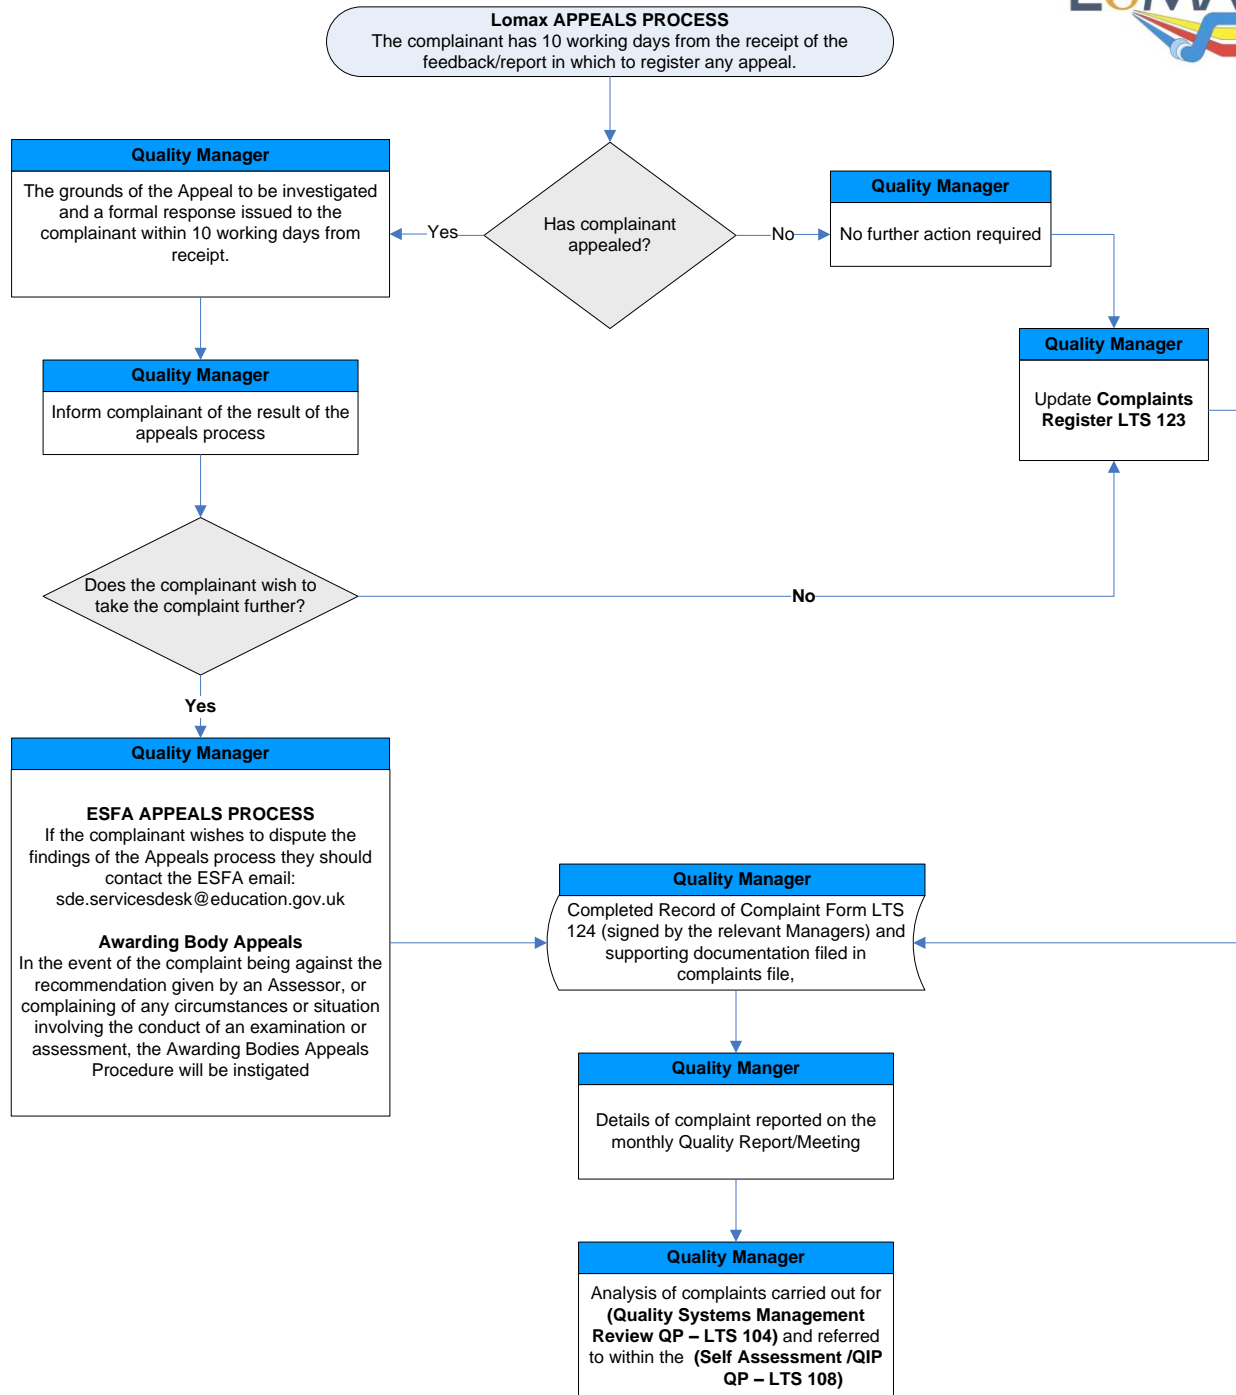 LOMA
Lomax APPEALS PROCESS
The complainant has 10 working days from the receipt of the
feedback/report in which to register any appeal.
Quality Manager
The grounds of the Appeal to be investigated
and a formal response issued to the
complainant within 10 working days from
receipt.
Yes
Has complainant
appealed?
No
Quality Manager
No further action required
Quality Manager
Update Complaints
Register LTS 123
Quality Manager
Inform complainant of the result of the
appeals process
Does the complainant wish to
take the complaint further?
No
Yes
Quality Manager
ESFA APPEALS PROCESS
If the complainant wishes to dispute the
findings of the Appeals process they should
contact the ESFA email:
sde.servicesdesk@education.gov.uk
Awarding Body Appeals
In the event of the complaint being against the
recommendation given by an Assessor, or
complaining of any circumstances or situation
involving the conduct of an examination or
assessment, the Awarding Bodies Appeals
Procedure will be instigated
Quality Manager
Completed Record of Complaint Form LTS
124 (signed by the relevant Managers) and
supporting documentation filed in
complaints file,
Quality Manger
Details of complaint reported on the
monthly Quality Report/Meeting
Quality Manager
Analysis of complaints carried out for
(Quality Systems Management
Review QP – LTS 104) and referred
to within the (Self Assessment /QIP
QP – LTS 108)